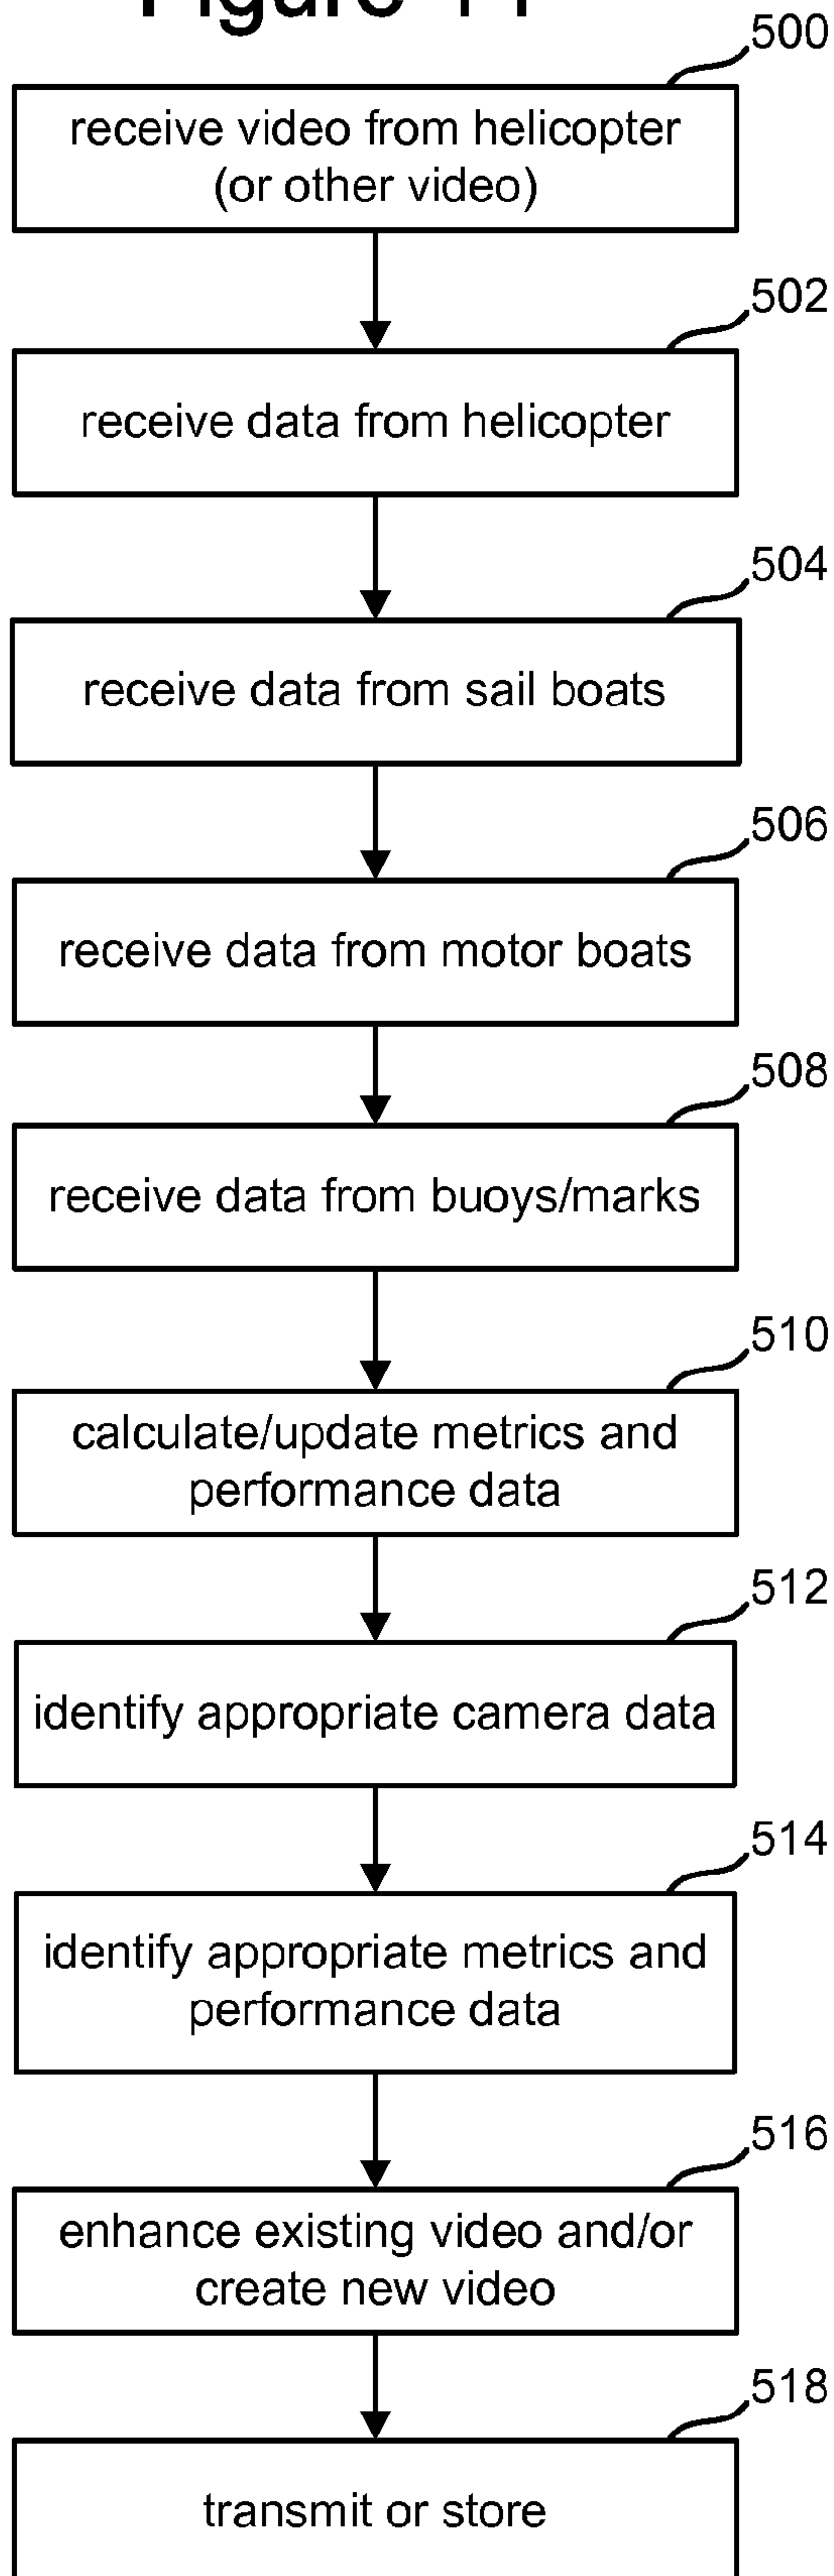 500
receive video from helicopter
(or other video)
502
receive data from helicopter
504
receive data from sail boats
506
receive data from motor boats
508
receive data from buoys/marks
510
calculate/update metrics and
performance data
512
identify appropriate camera data
514
identify appropriate metrics and
performance data
516
enhance existing video and/or
create new video
518
transmit or store